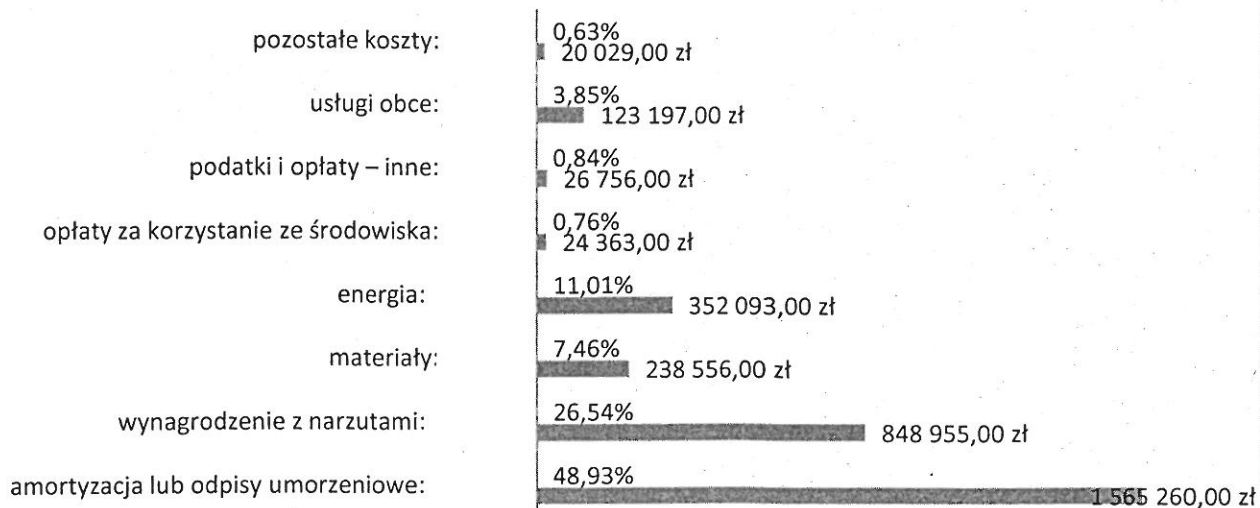 pozostałe koszty:
0,63%
20 029,00 zł
usługi obce:
3,85%
123 197,00 zł
podatki i opłaty – inne:
0,84%
26 756,00 zł
opłaty za korzystanie ze środowiska:
0,76%
24 363,00 zł
energia:
11,01%
352 093,00 zł
materiały:
7,46%
238 556,00 zł
wynagrodzenie z narzutami:
26,54%
848 955,00 zł
amortyzacja lub odpisy umorzeniowe:
48,93%
1 565 260,00 zł